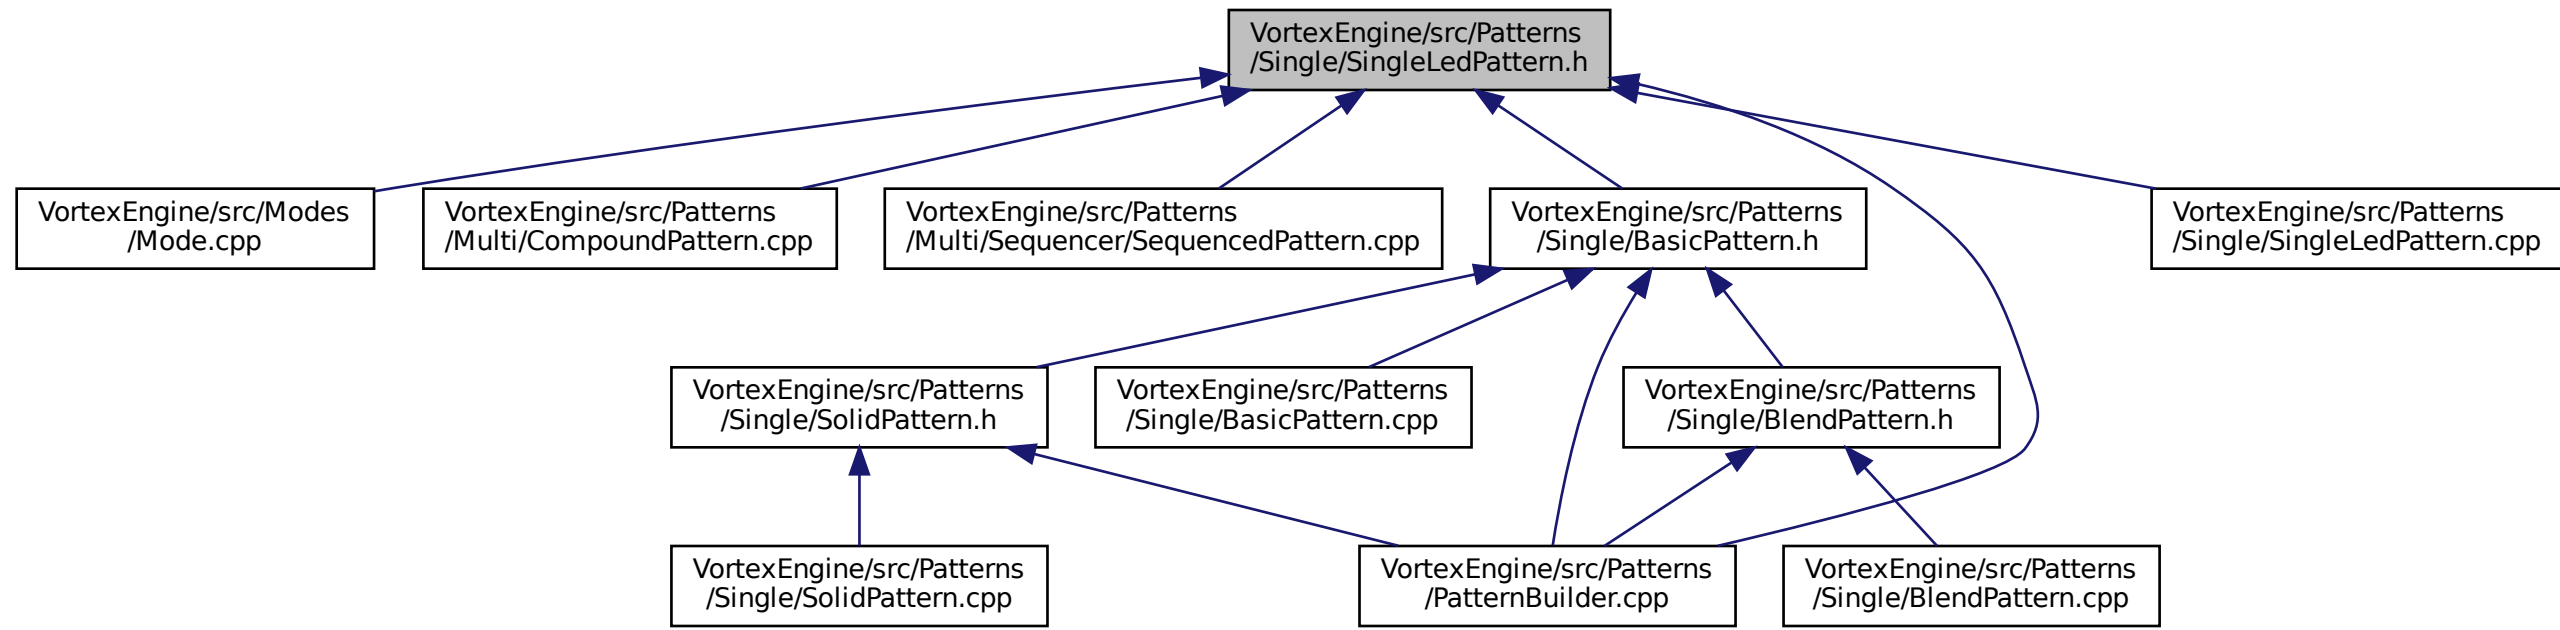 VortexEngine/src/Patterns
/Single/SingleLedPattern.h
VortexEngine/src/Modes
/Mode.cpp
VortexEngine/src/Patterns
/Multi/CompoundPattern.cpp
VortexEngine/src/Patterns
/Multi/Sequencer/SequencedPattern.cpp
VortexEngine/src/Patterns
/Single/BasicPattern.h
VortexEngine/src/Patterns
/Single/SingleLedPattern.cpp
VortexEngine/src/Patterns
/Single/SolidPattern.h
VortexEngine/src/Patterns
/Single/BasicPattern.cpp
VortexEngine/src/Patterns
/Single/BlendPattern.h
VortexEngine/src/Patterns
/Single/SolidPattern.cpp
VortexEngine/src/Patterns
/PatternBuilder.cpp
VortexEngine/src/Patterns
/Single/BlendPattern.cpp